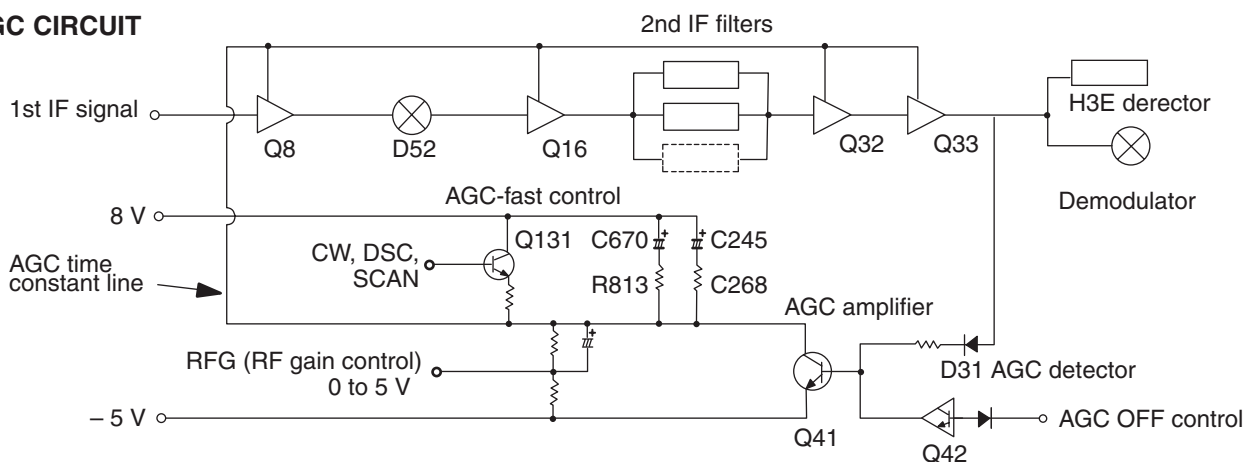 GC CIRCUIT
2nd IF filters
1st IF signal
Q8
D52
Q16
Q32
Q33
H3E derector
Demodulator
8 V
AGC-fast control
Q131
C670
+
+
C245
CW, DSC,
SCAN
R813
C268
AGC time
constant line
AGC amplifier
+
RFG (RF gain control)
0 to 5 V
D31 AGC detector
– 5 V
AGC OFF control
Q41
Q42